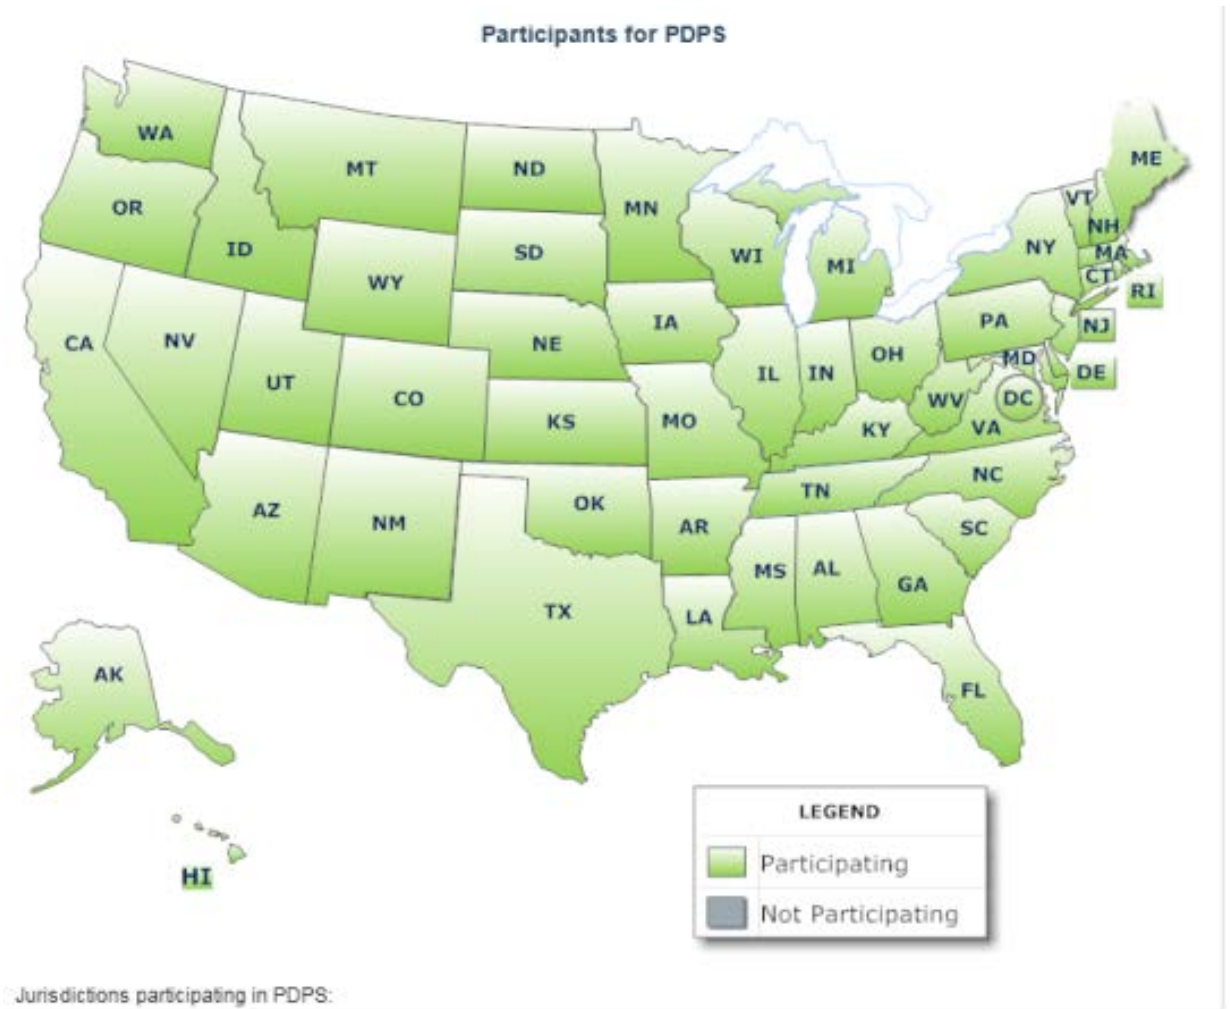 Participants for PDPS
WA
MT
ND
ME
OR
MN
VT
NH
ID
SD
WI
MI
NY
MA
WY
CT
RI
CA
NV
NE
IA
PA
NJ
UT
CO
IL
IN
OH
MD
DE
KS
MO
WV
DC
KY
VA
AZ
NM
OK
AR
TN
NC
SC
MS
AL
GA
TX
LA
AK
FL
HI
LEGEND
Participating
Not Participating
Jurisdictions participating in PDPS: